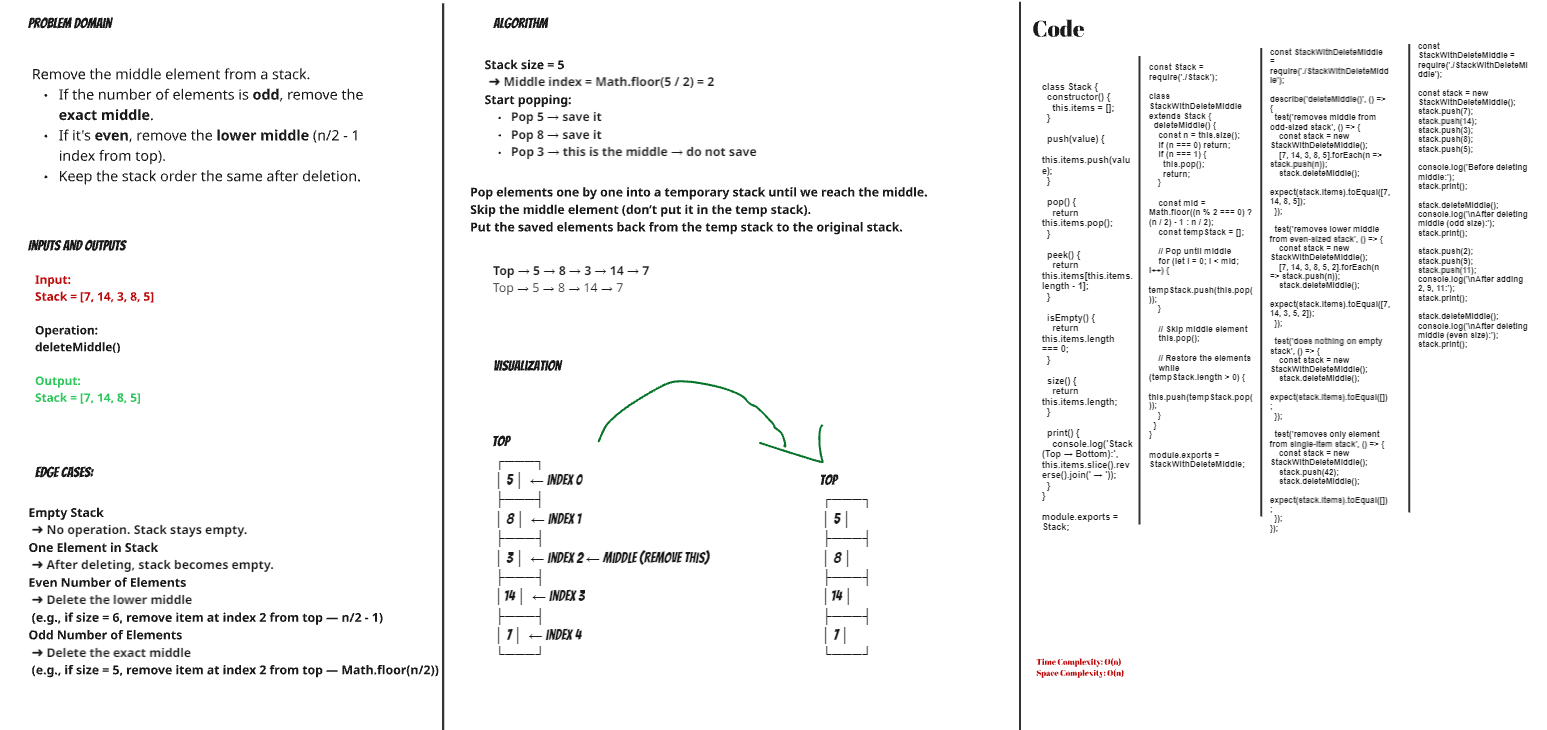 PROBLEM DOMAIN
Remove the middle element from a stack.
• If the number of elements is odd, remove the
exact middle.
• If it's even, remove the lower middle (n/2 - 1
index from top).
• Keep the stack order the same after deletion.
INPUTS AND OUTPUTS
Input:
Stack = [7, 14, 3, 8, 5]
Operation:
deleteMiddle()
Output:
Stack = [7, 14, 8, 5]
EDGE CASES:
Empty Stack
➜ No operation. Stack stays empty.
One Element in Stack
➜ After deleting, stack becomes empty.
Even Number of Elements
➜ Delete the lower middle
(e.g., if size = 6, remove item at index 2 from top — n/2 - 1)
Odd Number of Elements
➜ Delete the exact middle
(e.g., if size = 5, remove item at index 2 from top — Math.floor(n/2))
ALGORITHM
Stack size = 5
➜ Middle index = Math.floor(5 / 2) = 2
Start popping:
• Pop 5 → save it
• Pop 8 → save it
• Pop 3 → this is the middle → do not save
Pop elements one by one into a temporary stack until we reach the middle.
Skip the middle element (don’t put it in the temp stack).
Put the saved elements back from the temp stack to the original stack.
Top → 5 → 8 → 3 → 14 → 7
Top → 5 → 8 → 14 → 7
VISUALIZATION
TOP
5 ← INDEX 0
8 ← INDEX 1
3 ← INDEX 2 ← MIDDLE (REMOVE THIS)
14 ← INDEX 3
7 ← INDEX 4
TOP
5
8
14
7
Code
class Stack {
constructor() {
this.items = [];
}
push(value) {
this.items.push(valu
e);
}
pop() {
return
this.items.pop();
}
peek() {
return
this.items[this.items.
length - 1];
}
isEmpty() {
return
this.items.length
=== 0;
}
size() {
return
this.items.length;
}
print() {
console.log('Stack
(Top → Bottom):',
this.items.slice().rev
erse().join(' → '));
}
}
module.exports =
Stack;
const Stack =
require('./Stack');
class
StackWithDeleteMiddle
extends Stack {
deleteMiddle() {
const n = this.size();
if (n === 0) return;
if (n === 1) {
this.pop();
return;
}
const mid =
Math.floor((n % 2 === 0) ?
(n / 2) - 1 : n / 2);
const tempStack = [];
// Pop until middle
for (let i = 0; i < mid;
i++) {
tempStack.push(this.pop(
));
}
// Skip middle element
this.pop();
// Restore the elements
while
(tempStack.length > 0) {
this.push(tempStack.pop(
));
}
}
}
module.exports =
StackWithDeleteMiddle;
const StackWithDeleteMiddle
=
require('./StackWithDeleteMidd
le');
describe('deleteMiddle()', () =>
{
test('removes middle from
odd-sized stack', () => {
const stack = new
StackWithDeleteMiddle();
[7, 14, 3, 8, 5].forEach(n =>
stack.push(n));
stack.deleteMiddle();
expect(stack.items).toEqual([7,
14, 8, 5]);
});
test('removes lower middle
from even-sized stack', () => {
const stack = new
StackWithDeleteMiddle();
[7, 14, 3, 8, 5, 2].forEach(n
=> stack.push(n));
stack.deleteMiddle();
expect(stack.items).toEqual([7,
14, 3, 5, 2]);
});
test('does nothing on empty
stack', () => {
const stack = new
StackWithDeleteMiddle();
stack.deleteMiddle();
expect(stack.items).toEqual([])
;
});
test('removes only element
from single-item stack', () => {
const stack = new
StackWithDeleteMiddle();
stack.push(42);
stack.deleteMiddle();
expect(stack.items).toEqual([])
;
});
});
const
StackWithDeleteMiddle =
require('./StackWithDeleteMi
ddle');
const stack = new
StackWithDeleteMiddle();
stack.push(7);
stack.push(14);
stack.push(3);
stack.push(8);
stack.push(5);
console.log('Before deleting
middle:');
stack.print();
stack.deleteMiddle();
console.log('\nAfter deleting
middle (odd size):');
stack.print();
stack.push(2);
stack.push(9);
stack.push(11);
console.log('\nAfter adding
2, 9, 11:');
stack.print();
stack.deleteMiddle();
console.log('\nAfter deleting
middle (even size):');
stack.print();
Time Complexity: O(n)
Space Complexity: O(n)